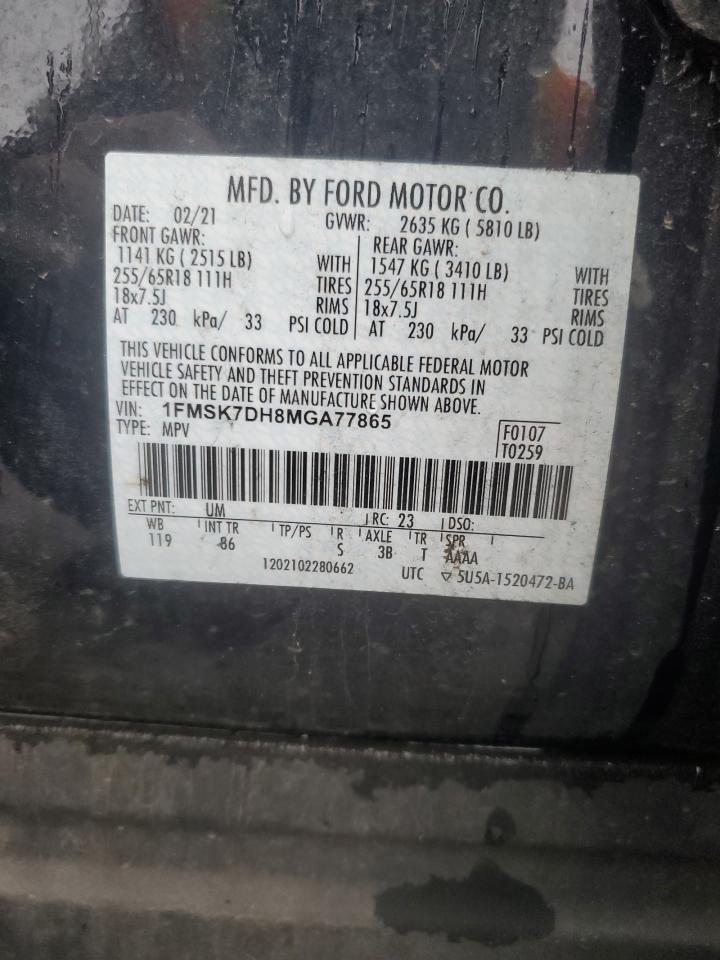 MFD. BY FORD MOTOR CO.
DATE: 02/21 GVWR: 2635 KG ( 5810 LB)
FRONT GAWR: REAR GAWR:
1141 KG ( 2515 LB) WITH 1547 KG ( 3410 LB) WITH
255/65R18 111H TIRES 255/65R18 111H TIRES
18x7.5J RIMS 18x7.5J RIMS
AT 230 kPa/ 33 PSI COLD AT 230 kPa/ 33 PSI COLD
THIS VEHICLE CONFORMS TO ALL APPLICABLE FEDERAL MOTOR
VEHICLE SAFETY AND THEFT PREVENTION STANDARDS IN
EFFECT ON THE DATE OF MANUFACTURE SHOWN ABOVE.
VIN: 1FMSK7DH8MGA77865
TYPE: MPV F0107
T0259
EXT PNT: UM RC: 23 DSO:
WB INT TR TP/PS R AXLE TR SPR
119 86 S 3B T AAAA
1202102280662 UTC ▽ 5U5A-1520472-BA